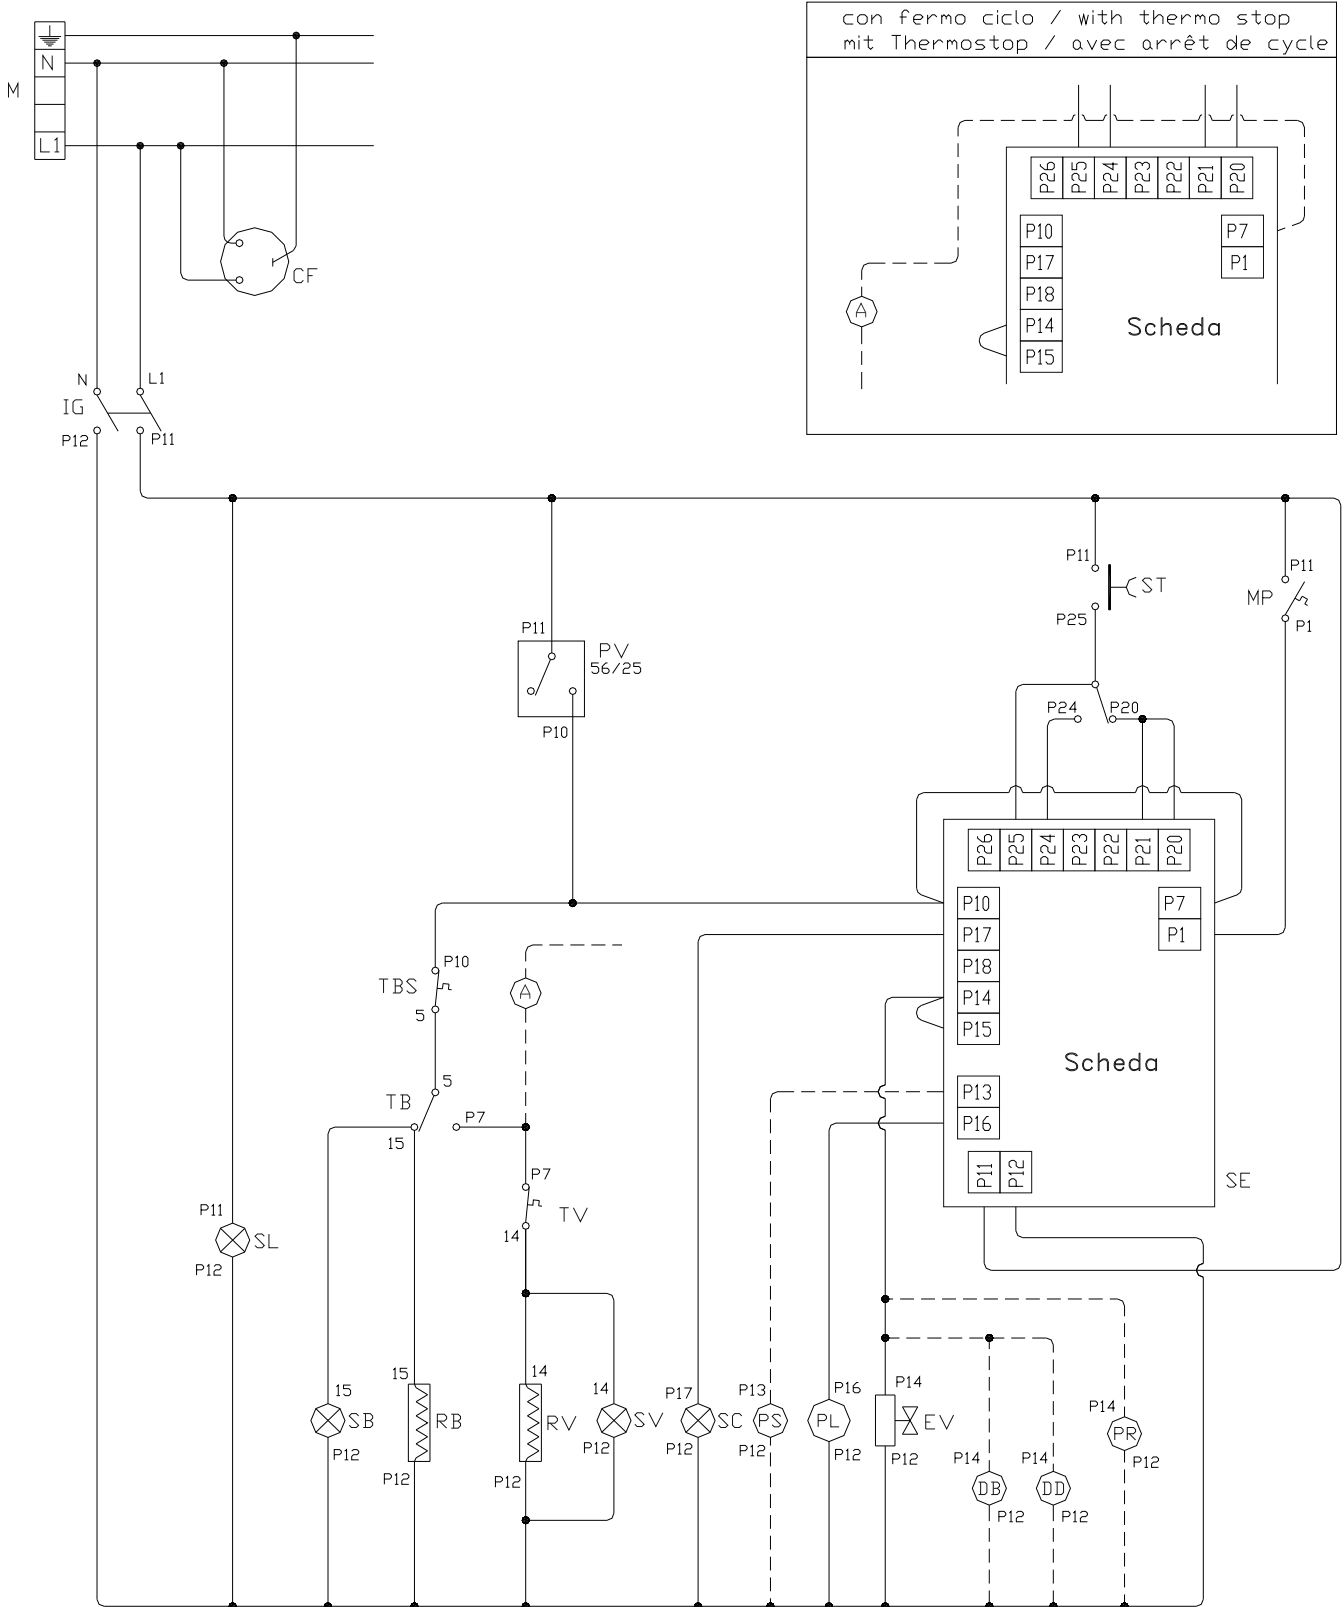 con fermo ciclo / with thermo stop
mit Thermostop / avec arrêt de cycle
M
N
L1
CF
A
P26 P25 P24 P23 P22 P21 P20
P10
P17
P18
P14
P15
P7
P1
Scheda
N
L1
IG
P12
P11
P11
PV
56/25
P10
P11
ST
P25
P24
P20
P11
MP
P1
P26 P25 P24 P23 P22 P21 P20
P10
P17
P18
P14
P15
P13
P16
P11 P12
P7
P1
Scheda
SE
P10
TBS
5
A
5
TB
15
P7
P7
TV
14
P11
SL
P12
15
SB
P12
15
RB
P12
14
RV
P12
14
SV
P12
P17
SC
P12
P13
PS
P12
P16
PL
P12
P14
EV
P12
P14
DB
P12
P14
DD
P12
P14
PR
P12